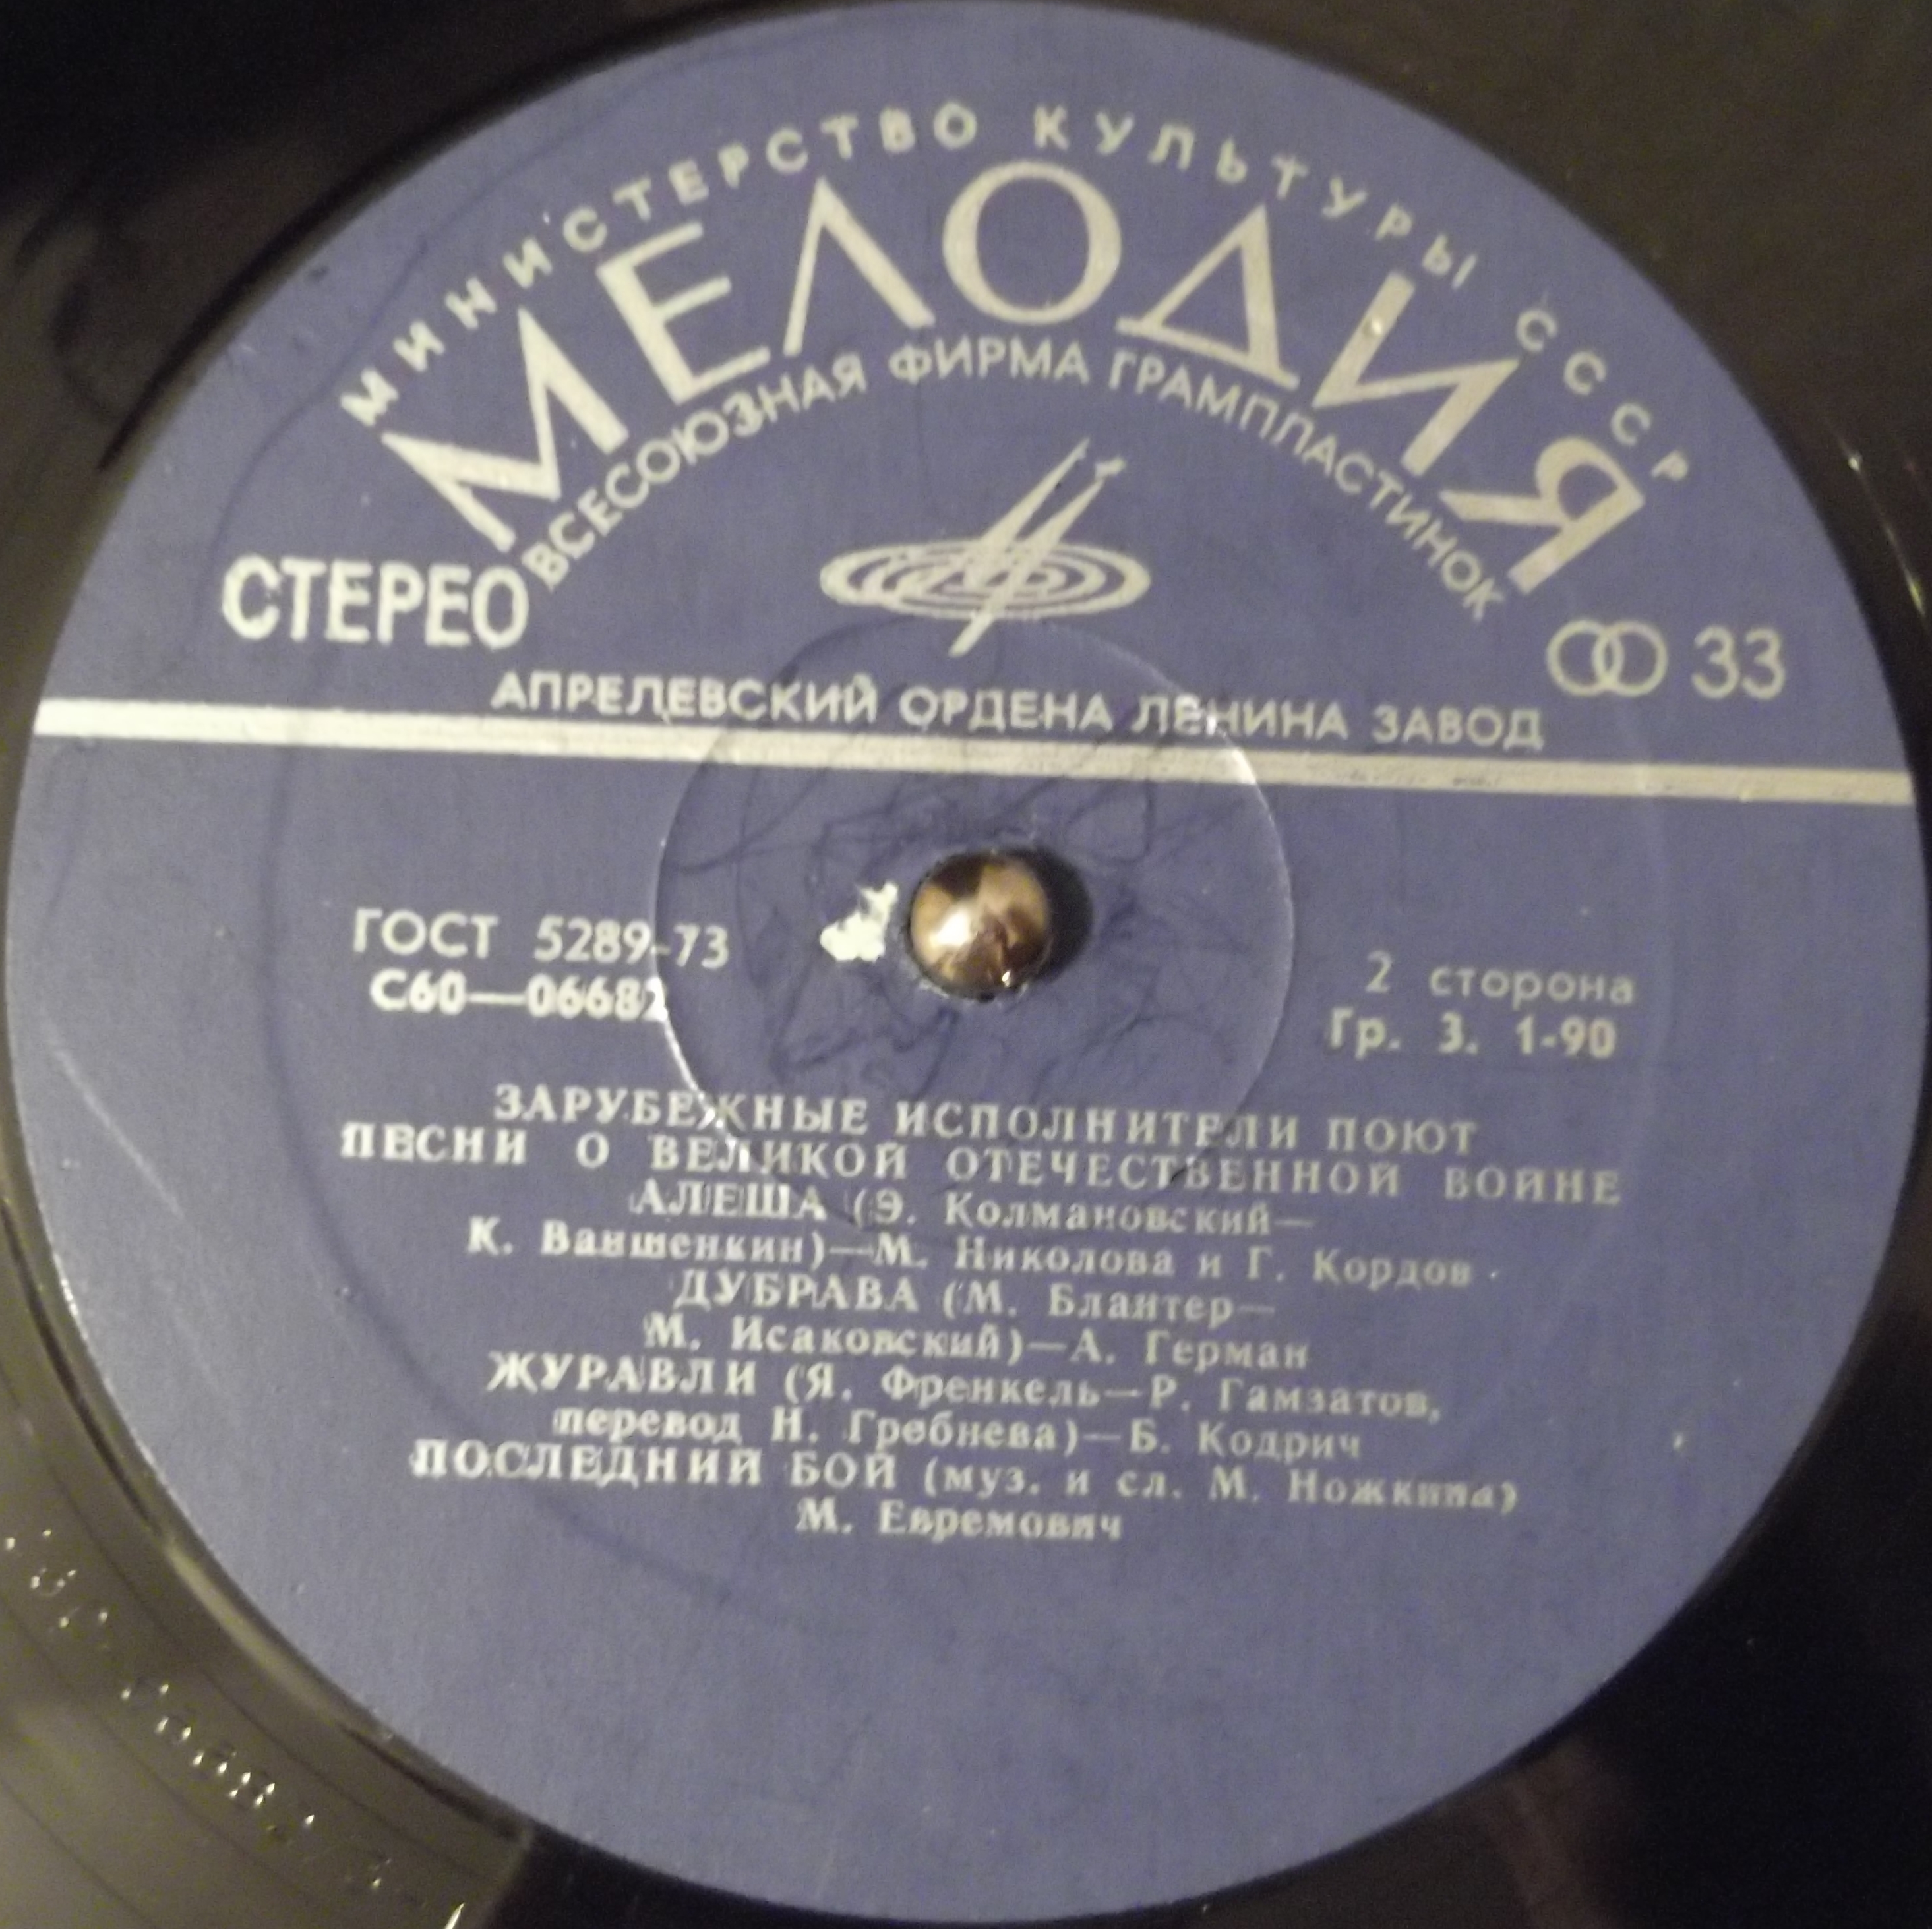 МИНИСТЕРСТВО КУЛЬТУРЫ СССР
МЕЛОДИЯ
ВСЕСОЮЗНАЯ ФИРМА ГРАМПЛАСТИНОК
СТЕРЕО
33
АПРЕЛЕВСКИЙ ОРДЕНА ЛЕНИНА ЗАВОД
ГОСТ 5289-73
С60—06682
2 сторона
Гр. 3. 1-90
ЗАРУБЕЖНЫЕ ИСПОЛНИТЕЛИ ПОЮТ
ПЕСНИ О ВЕЛИКОЙ ОТЕЧЕСТВЕННОЙ ВОЙНЕ
АЛЕША (Э. Колмановский—
К. Ваншенкин)—М. Николова и Г. Кордов
ДУБРАВА (М. Блантер—
М. Исаковский)—А. Герман
ЖУРАВЛИ (Я. Френкель—Р. Гамзатов,
перевод Н. Гребнева)—Б. Кодрич
ПОСЛЕДНИЙ БОЙ (муз. и сл. М. Ножкина)
М. Евремович